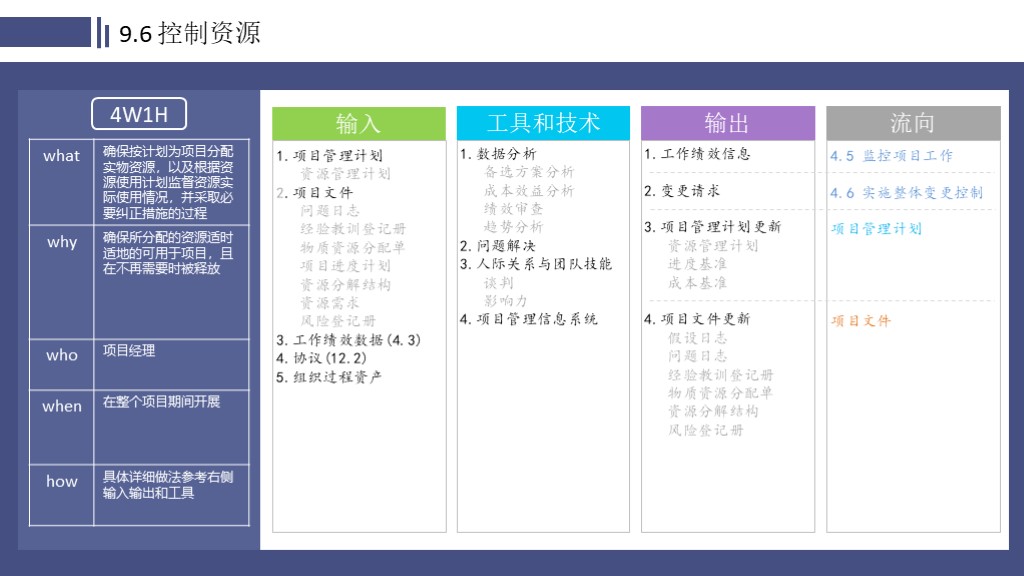 9.6 控制资源
4W1H
what
确保按计划为项目分配
实物资源，以及根据资
源使用计划监督资源实
际使用情况，并采取必
要纠正措施的过程
why
确保所分配的资源适时
适地的可用于项目，且
在不再需要时被释放
who
项目经理
when
在整个项目期间开展
how
具体详细做法参考右侧
输入输出和工具
输入
1. 项目管理计划
资源管理计划
2. 项目文件
问题日志
经验教训登记册
物质资源分配单
项目进度计划
资源分解结构
资源需求
风险登记册
3. 工作绩效数据(4.3)
4. 协议(12.2)
5. 组织过程资产
工具和技术
1. 数据分析
备选方案分析
成本效益分析
绩效审查
趋势分析
2. 问题解决
3. 人际关系与团队技能
谈判
影响力
4. 项目管理信息系统
输出
1. 工作绩效信息
2. 变更请求
3. 项目管理计划更新
资源管理计划
进度基准
成本基准
4. 项目文件更新
假设日志
问题日志
经验教训登记册
物质资源分配单
资源分解结构
风险登记册
流向
4.5 监控项目工作
4.6 实施整体变更控制
项目管理计划
项目文件